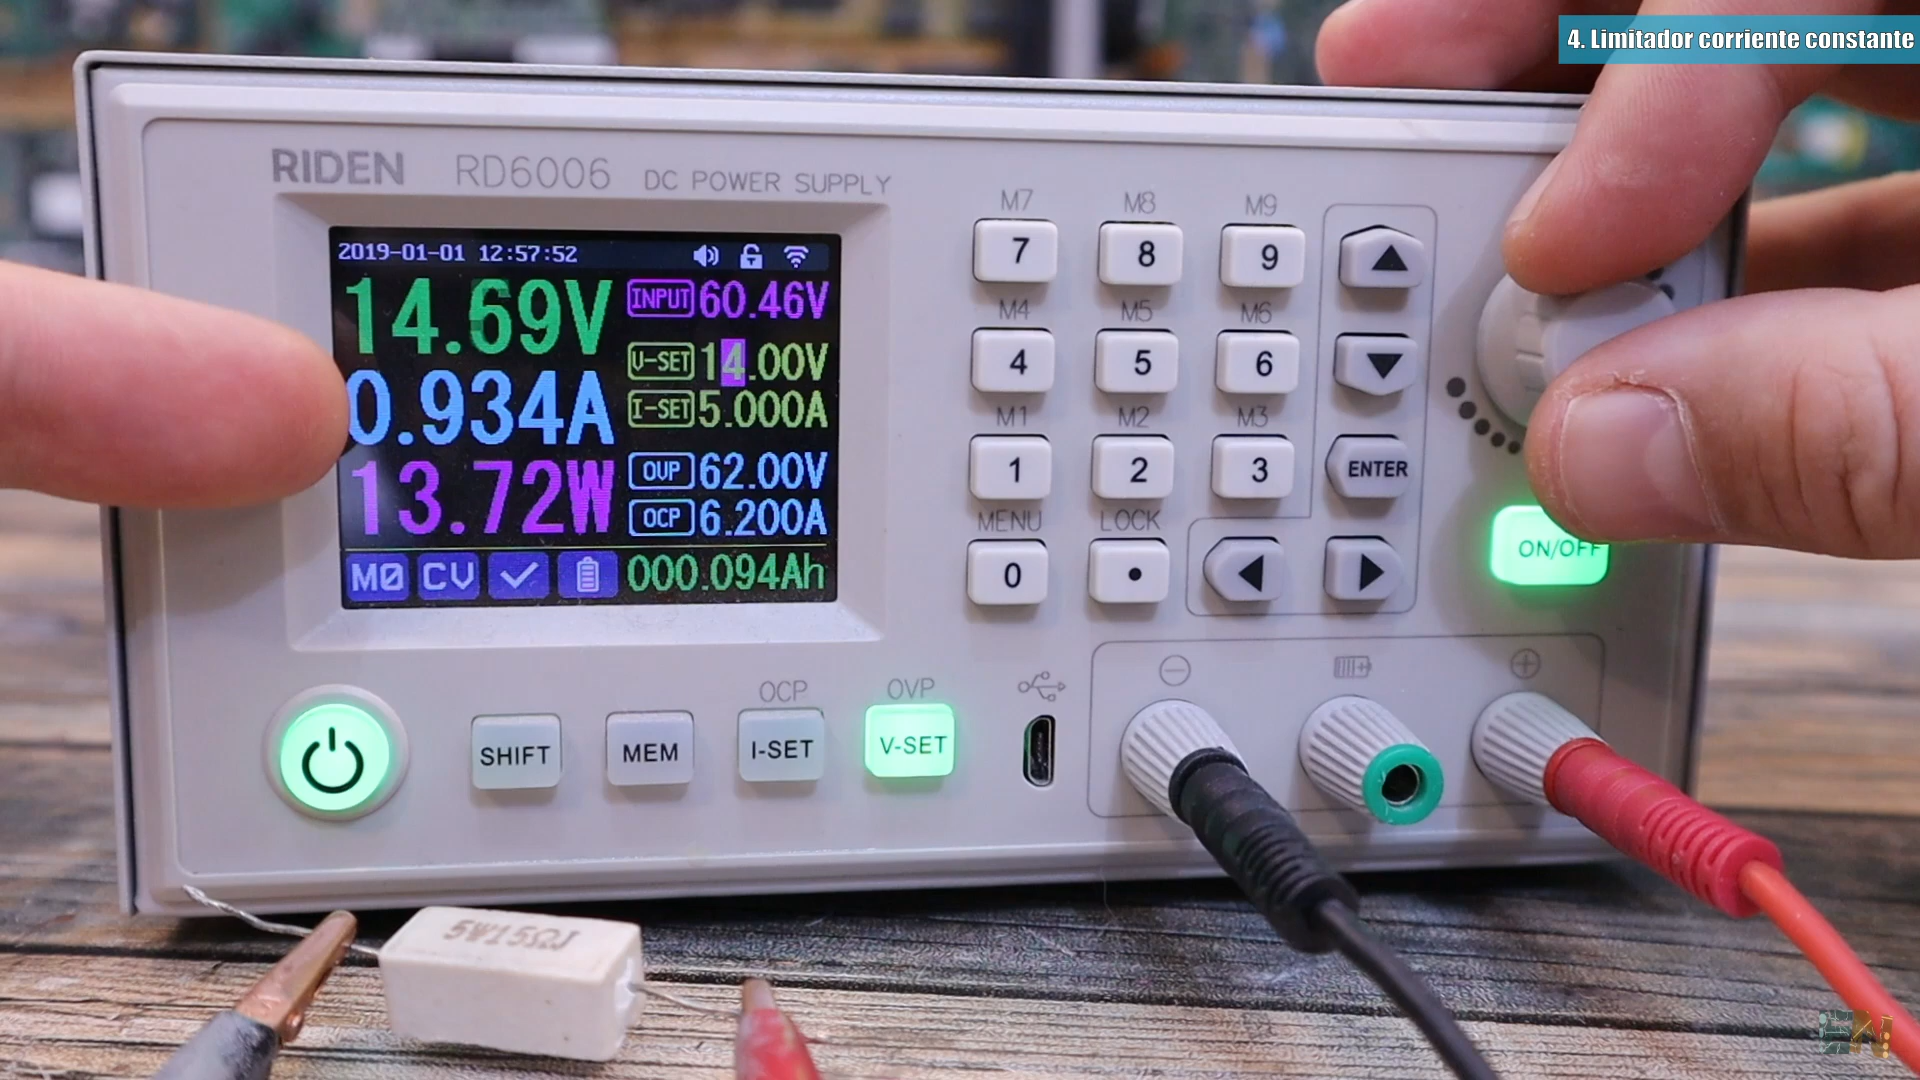 4. Limitador corriente constante
RIDEN RD6006 DC POWER SUPPLY
2019-01-01 12:57:52
14.69V
INPUT 60.46V
V-SET 14.00V
0.934A
I-SET 5.000A
13.72W
OVP 62.00V
OCP 6.200A
M0 CV 000.094Ah
M7 M8 M9
7 8 9
M4 M5 M6
4 5 6
M1 M2 M3
1 2 3
ENTER
MENU LOCK
0 .
ON/OFF
OCP OVP
SHIFT MEM I-SET V-SET
5W15ΩJ